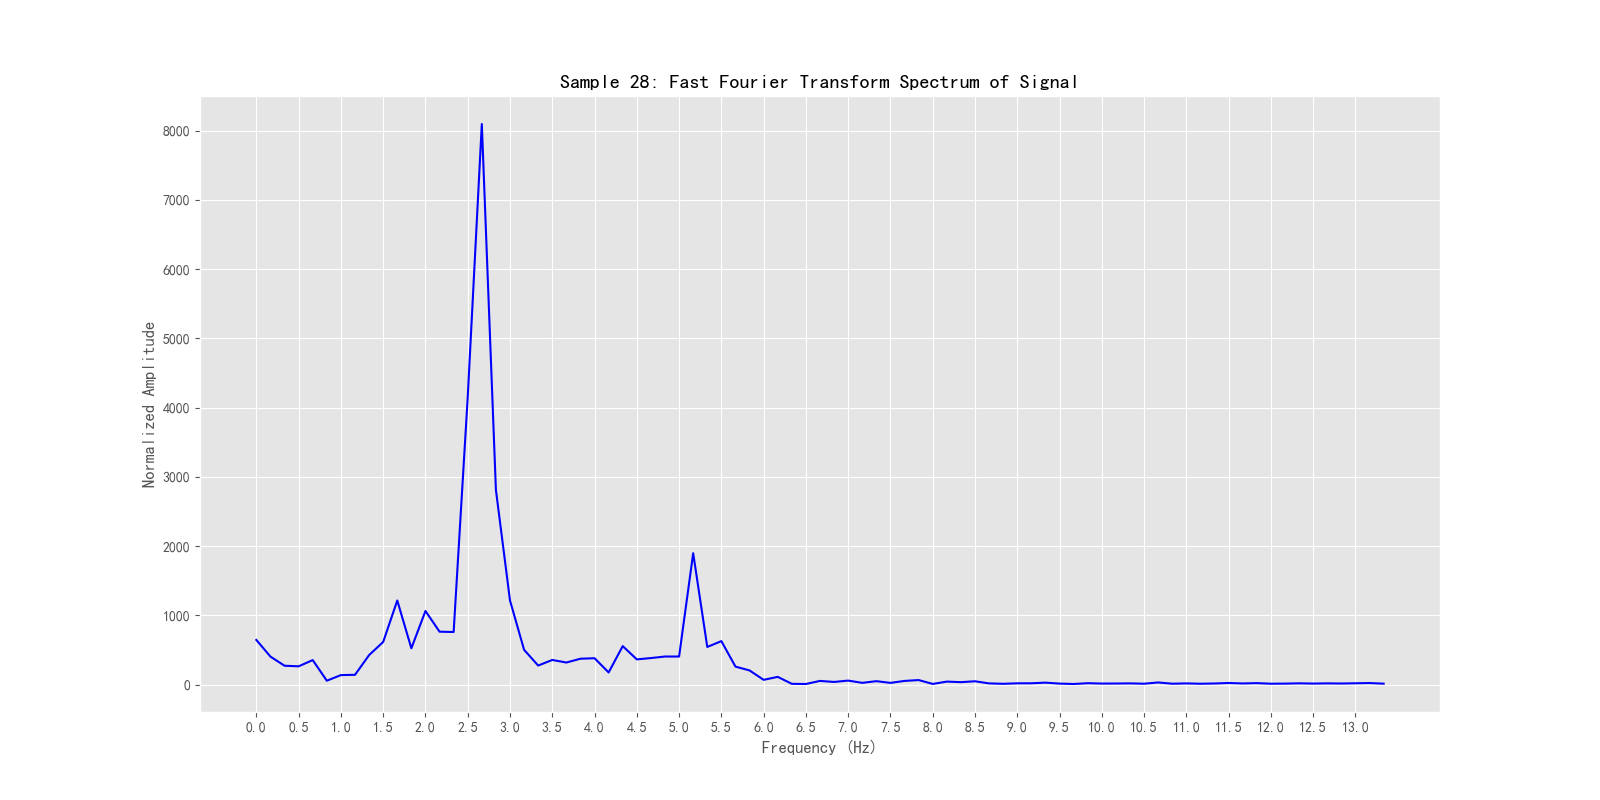 Sample 28: Fast Fourier Transform Spectrum of Signal
Normalized Amplitude
8000
7000
6000
5000
4000
3000
2000
1000
0
0.0 0.5 1.0 1.5 2.0 2.5 3.0 3.5 4.0 4.5 5.0 5.5 6.0 6.5 7.0 7.5 8.0 8.5 9.0 9.5 10.0 10.5 11.0 11.5 12.0 12.5 13.0
Frequency (Hz)